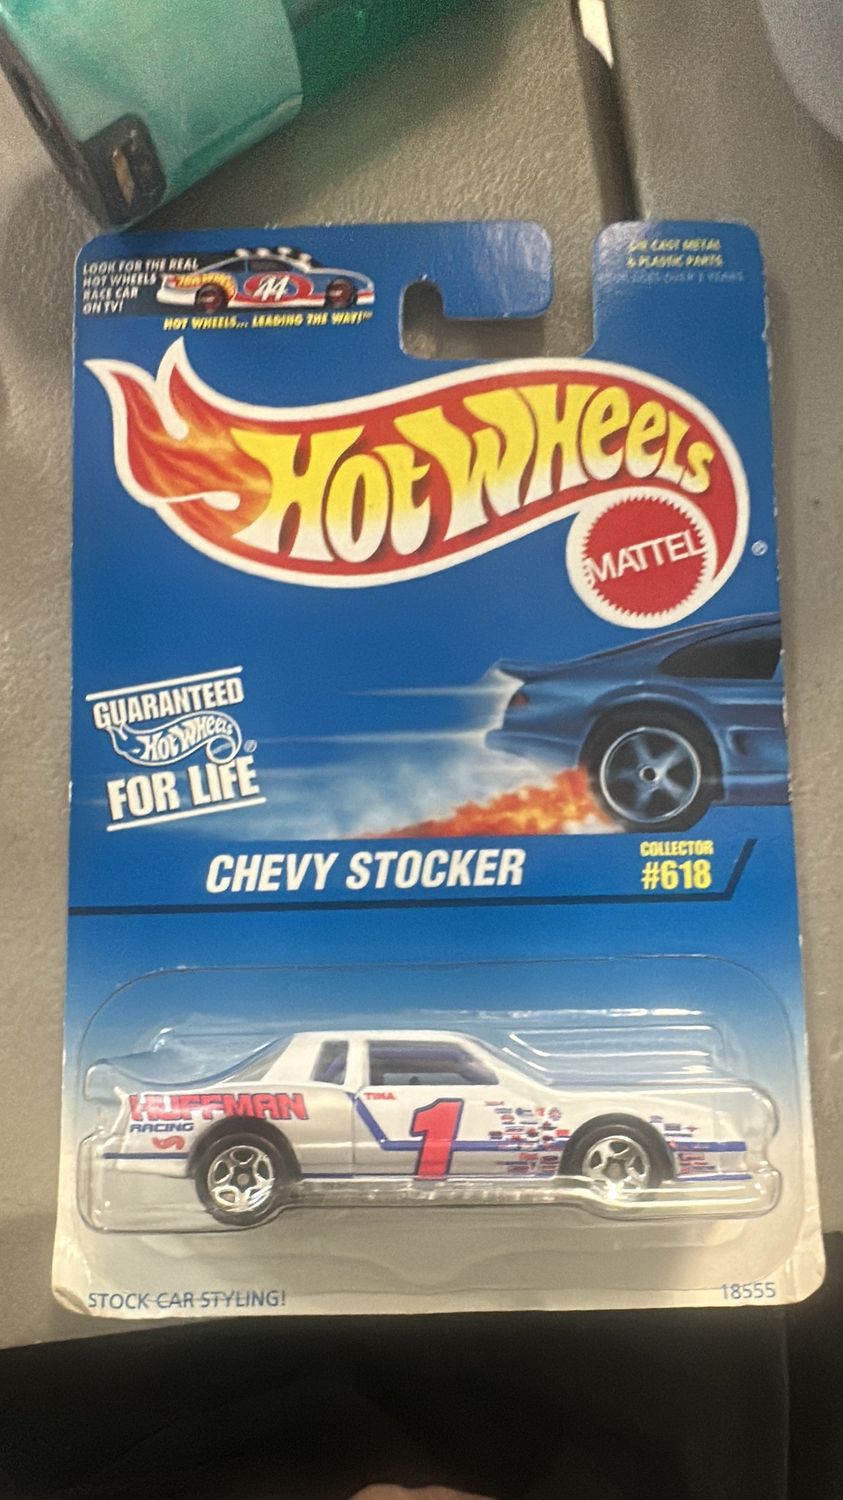 LOOK FOR THE REAL
HOT WHEELS
RACE CAR
ON TV!
44
HOT WHEELS... LEADING THE WAY!™
DIE CAST METAL
& PLASTIC PARTS
HOT WHEELS
MATTEL
®
GUARANTEED
HOT WHEELS ®
FOR LIFE
CHEVY STOCKER
COLLECTOR
#618
HUFFMAN
RACING
TINA
1
STOCK CAR STYLING!
18555